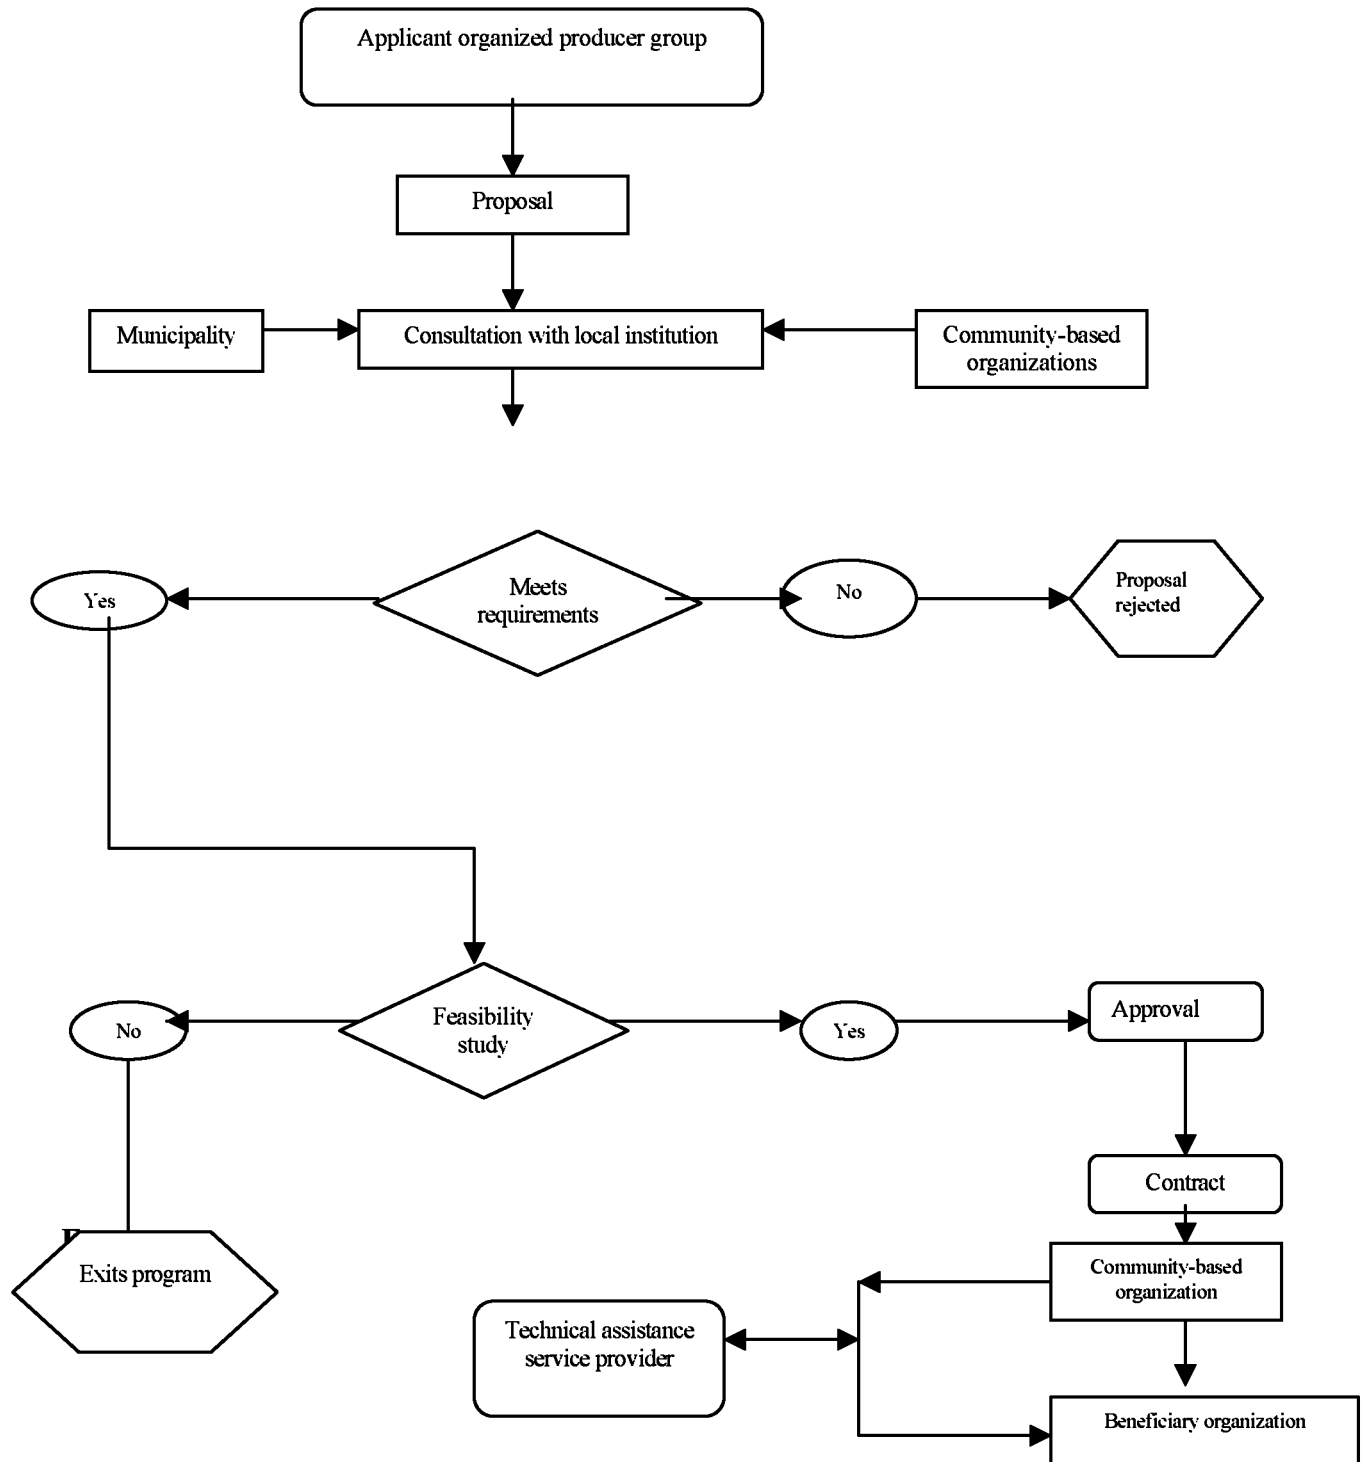 Applicant organized producer group
Proposal
Municipality
Consultation with local institution
Community-based
organizations
Yes
Meets
requirements
No
Proposal
rejected
No
Feasibility
study
Yes
Approval
Contract
Exits program
Community-based
organization
Technical assistance
service provider
Beneficiary organization